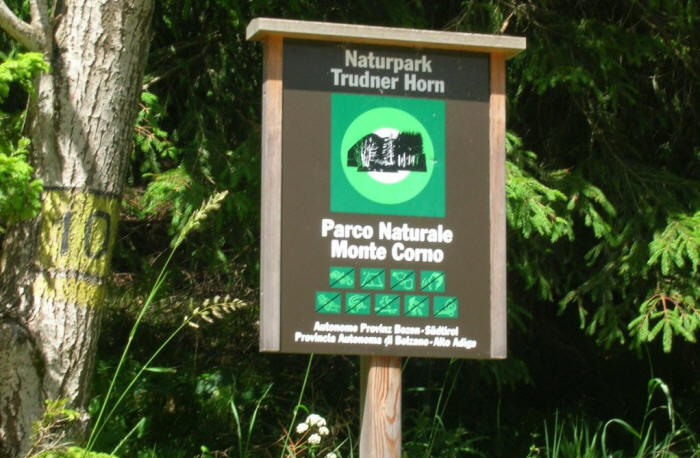 Naturpark
Trudner Horn
Parco Naturale
Monte Corno
Autonome Provinz Bozen - Südtirol
Provincia Autonoma di Bolzano - Alto Adige
10